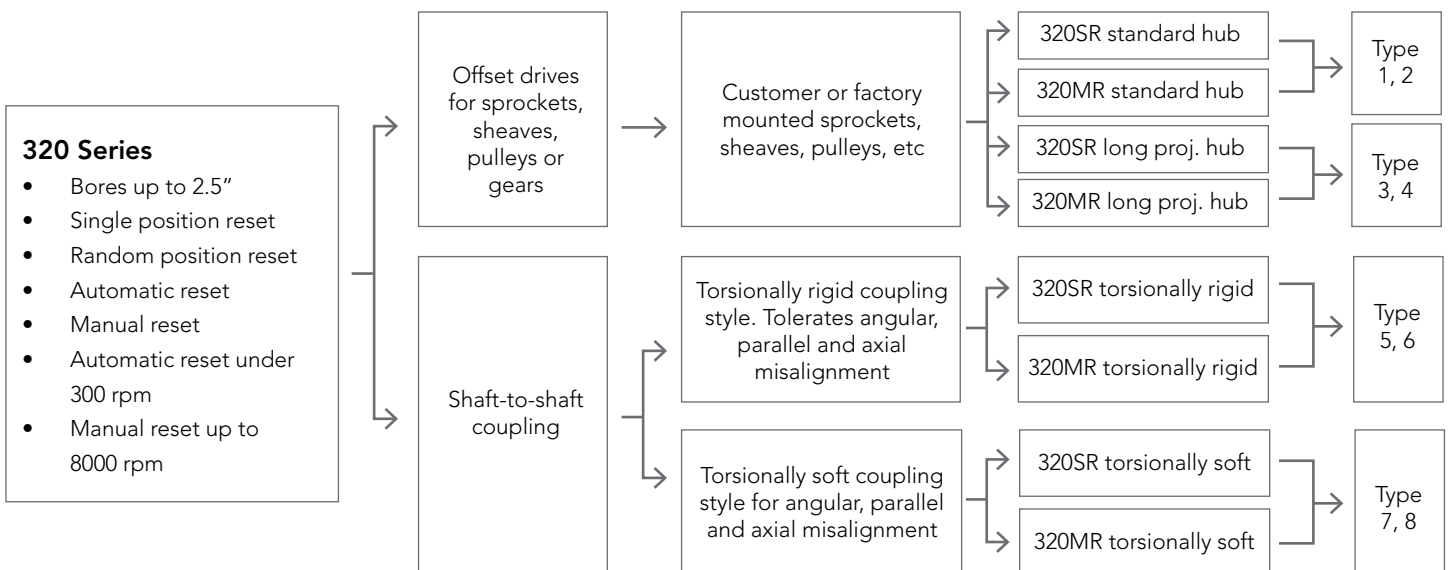 320 Series
• Bores up to 2.5”
• Single position reset
• Random position reset
• Automatic reset
• Manual reset
• Automatic reset under
300 rpm
• Manual reset up to
8000 rpm
Offset drives
for sprockets,
sheaves,
pulleys or
gears
Customer or factory
mounted sprockets,
sheaves, pulleys, etc
320SR standard hub
320MR standard hub
320SR long proj. hub
320MR long proj. hub
Type
1, 2
Type
3, 4
Shaft-to-shaft
coupling
Torsionally rigid coupling
style. Tolerates angular,
parallel and axial
misalignment
320SR torsionally rigid
320MR torsionally rigid
Type
5, 6
Torsionally soft coupling
style for angular, parallel
and axial misalignment
320SR torsionally soft
320MR torsionally soft
Type
7, 8